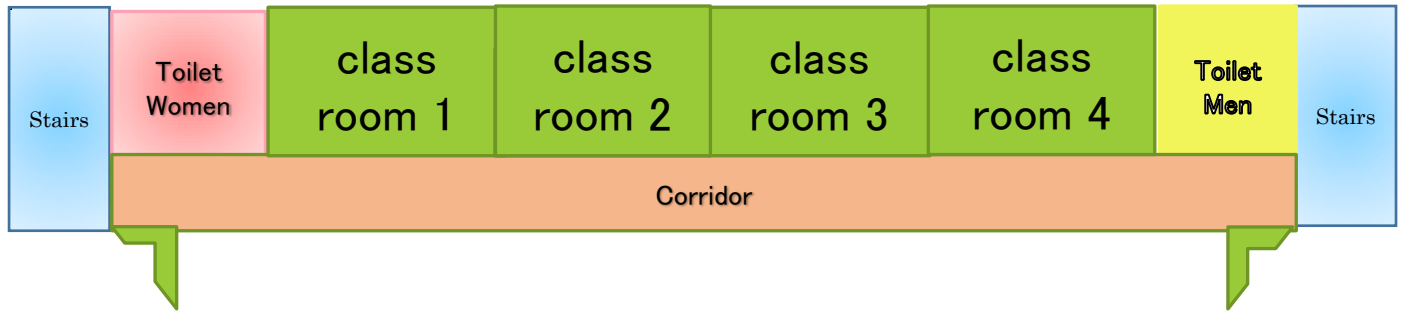 Stairs
Toilet
Women
class
room 1
class
room 2
class
room 3
class
room 4
Toilet
Men
Stairs
Corridor